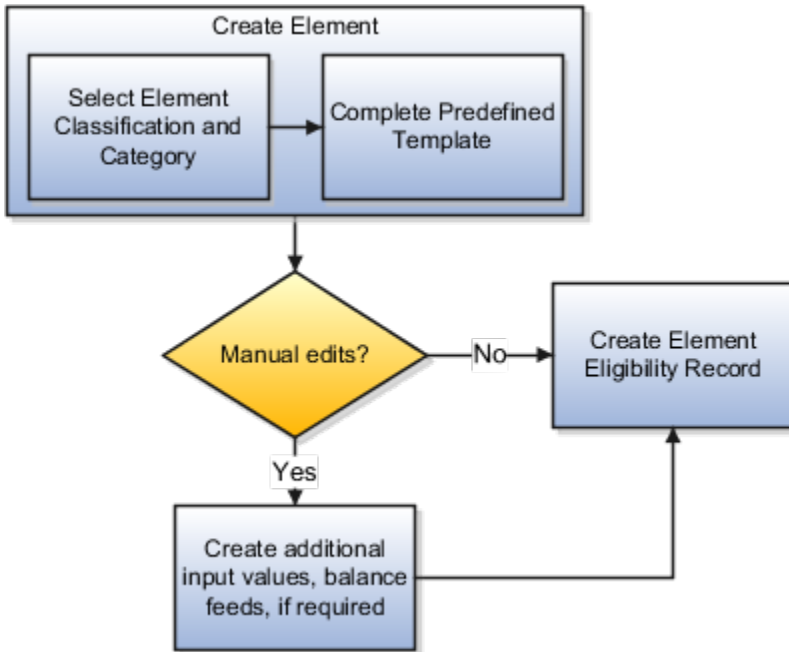 Create Element
Select Element
Classification and
Category
Complete Predefined
Template
Manual edits?
No
Create Element
Eligibility Record
Yes
Create additional
input values, balance
feeds, if required